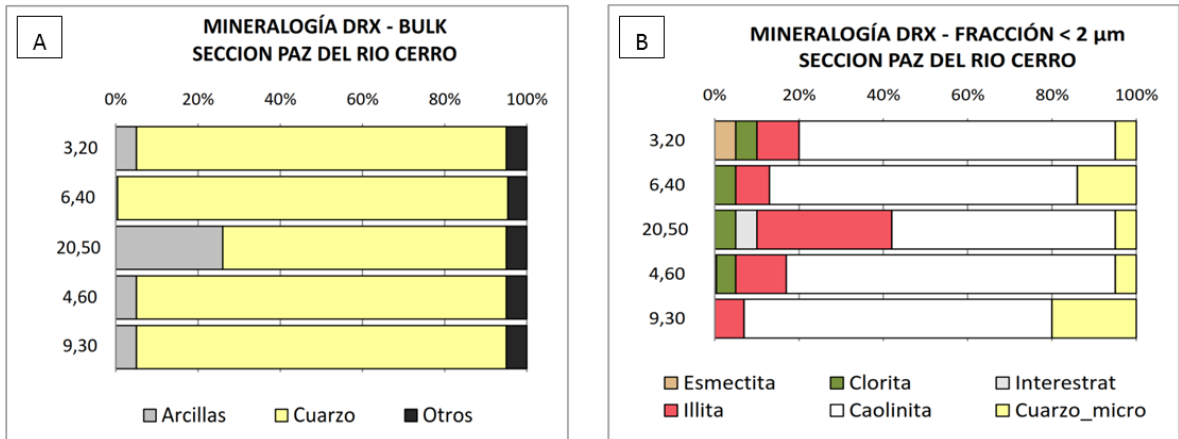 A
MINERALOGÍA DRX - BULK
SECCION PAZ DEL RIO CERRO
0% 20% 40% 60% 80% 100%
3,20
6,40
20,50
4,60
9,30
Arcillas Cuarzo Otros
B
MINERALOGÍA DRX - FRACCIÓN < 2 µm
SECCION PAZ DEL RIO CERRO
0% 20% 40% 60% 80% 100%
3,20
6,40
20,50
4,60
9,30
Esmectita Clorita Interestrat
Illita Caolinita Cuarzo_micro